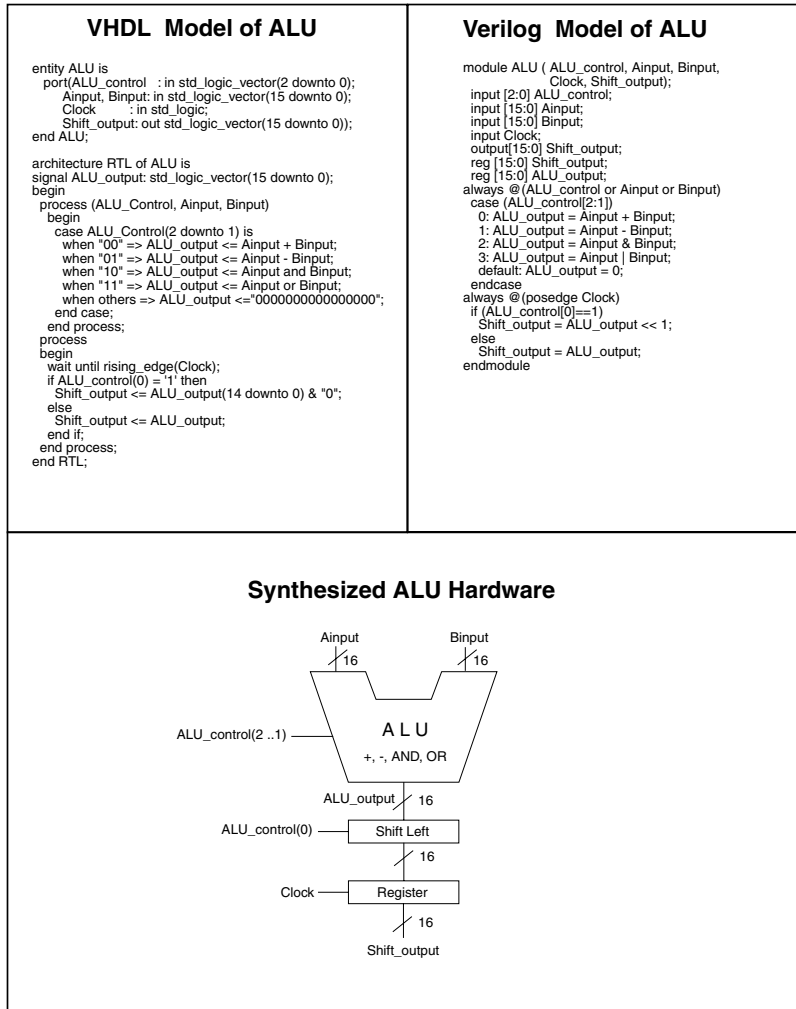 VHDL Model of ALU
entity ALU is
port(ALU_control : in std_logic_vector(2 downto 0);
Ainput, Binput: in std_logic_vector(15 downto 0);
Clock : in std_logic;
Shift_output: out std_logic_vector(15 downto 0));
end ALU;
architecture RTL of ALU is
signal ALU_output: std_logic_vector(15 downto 0);
begin
process (ALU_Control, Ainput, Binput)
begin
case ALU_Control(2 downto 1) is
when "00" => ALU_output <= Ainput + Binput;
when "01" => ALU_output <= Ainput - Binput;
when "10" => ALU_output <= Ainput and Binput;
when "11" => ALU_output <= Ainput or Binput;
when others => ALU_output <="0000000000000000";
end case;
end process;
process
begin
wait until rising_edge(Clock);
if ALU_control(0) = '1' then
Shift_output <= ALU_output(14 downto 0) & "0";
else
Shift_output <= ALU_output;
end if;
end process;
end RTL;
Verilog Model of ALU
module ALU ( ALU_control, Ainput, Binput,
Clock, Shift_output);
input [2:0] ALU_control;
input [15:0] Ainput;
input [15:0] Binput;
input Clock;
output[15:0] Shift_output;
reg [15:0] Shift_output;
reg [15:0] ALU_output;
always @(ALU_control or Ainput or Binput)
case (ALU_control[2:1])
0: ALU_output = Ainput + Binput;
1: ALU_output = Ainput - Binput;
2: ALU_output = Ainput & Binput;
3: ALU_output = Ainput | Binput;
default: ALU_output = 0;
endcase
always @(posedge Clock)
if (ALU_control[0]==1)
Shift_output = ALU_output << 1;
else
Shift_output = ALU_output;
endmodule
Synthesized ALU Hardware
Ainput Binput
16 16
ALU_control(2 ..1) A L U
+, -, AND, OR
ALU_output 16
ALU_control(0) Shift Left
16
Clock Register
16
Shift_output